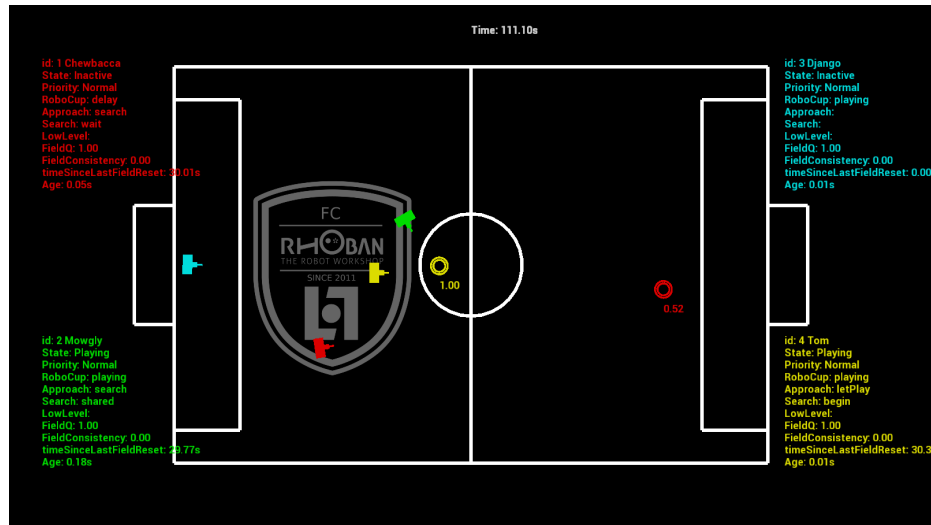 Time: 111.10s
id: 1 Chewbacca
State: Inactive
Priority: Normal
RoboCup: delay
Approach: search
Search: wait
LowLevel:
FieldQ: 1.00
FieldConsistency: 0.00
timeSinceLastFieldReset: 30.01s
Age: 0.05s
id: 3 Django
State: Inactive
Priority: Normal
RoboCup: playing
Approach:
Search:
LowLevel:
FieldQ: 1.00
FieldConsistency: 0.00
timeSinceLastFieldReset: 0.00
Age: 0.01s
FC
RHOBAN
THE ROBOT WORKSHOP
SINCE 2011
1.00
0.52
id: 2 Mowgly
State: Playing
Priority: Normal
RoboCup: playing
Approach: search
Search: shared
LowLevel:
FieldQ: 1.00
FieldConsistency: 0.00
timeSinceLastFieldReset: 29.77s
Age: 0.18s
id: 4 Tom
State: Playing
Priority: Normal
RoboCup: playing
Approach: letPlay
Search: begin
LowLevel:
FieldQ: 1.00
FieldConsistency: 0.00
timeSinceLastFieldReset: 30.3
Age: 0.01s